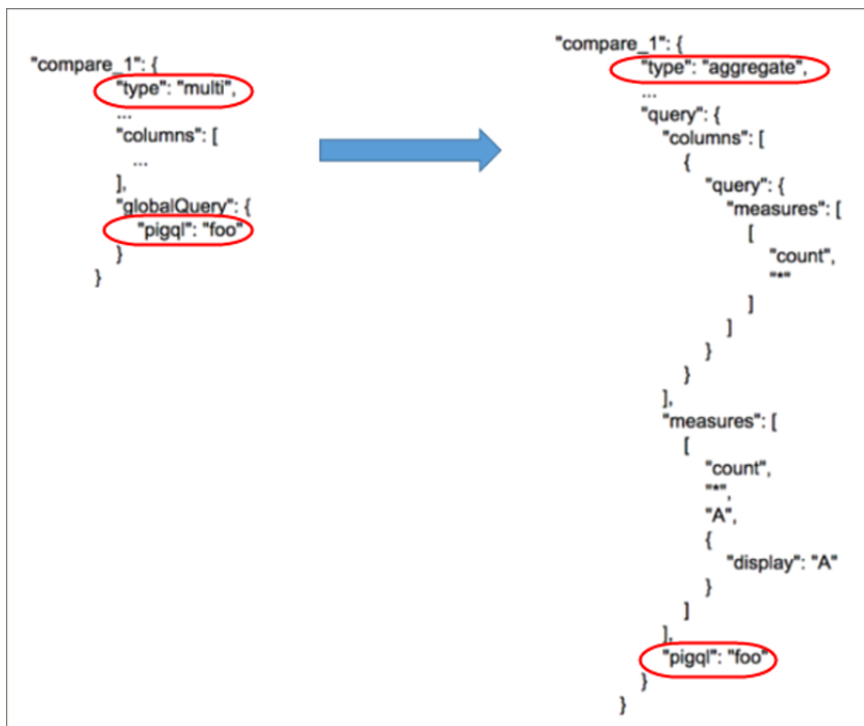 "compare_1": {
"type": "multi",
...
"columns": [
...
],
"globalQuery": {
"pigql": "foo"
}
}
"compare_1": {
"type": "aggregate",
...
"query": {
"columns": [
{
"query": {
"measures": [
[
"count",
"*"
]
]
}
}
],
"measures": [
[
"count",
"*",
"A",
{
"display": "A"
}
]
],
"pigql": "foo"
}
}